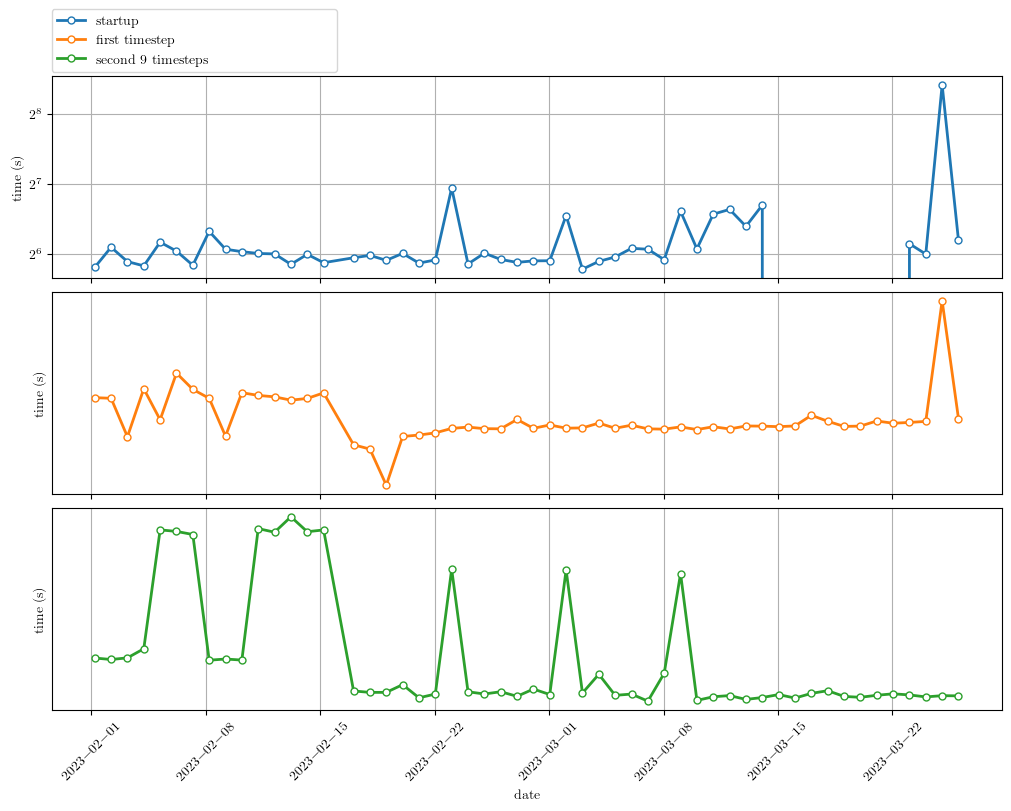 startup
first timestep
second 9 timesteps
2⁸
2⁷
2⁶
time (s)
time (s)
time (s)
2023−02−01
2023−02−08
2023−02−15
2023−02−22
2023−03−01
2023−03−08
2023−03−15
2023−03−22
date